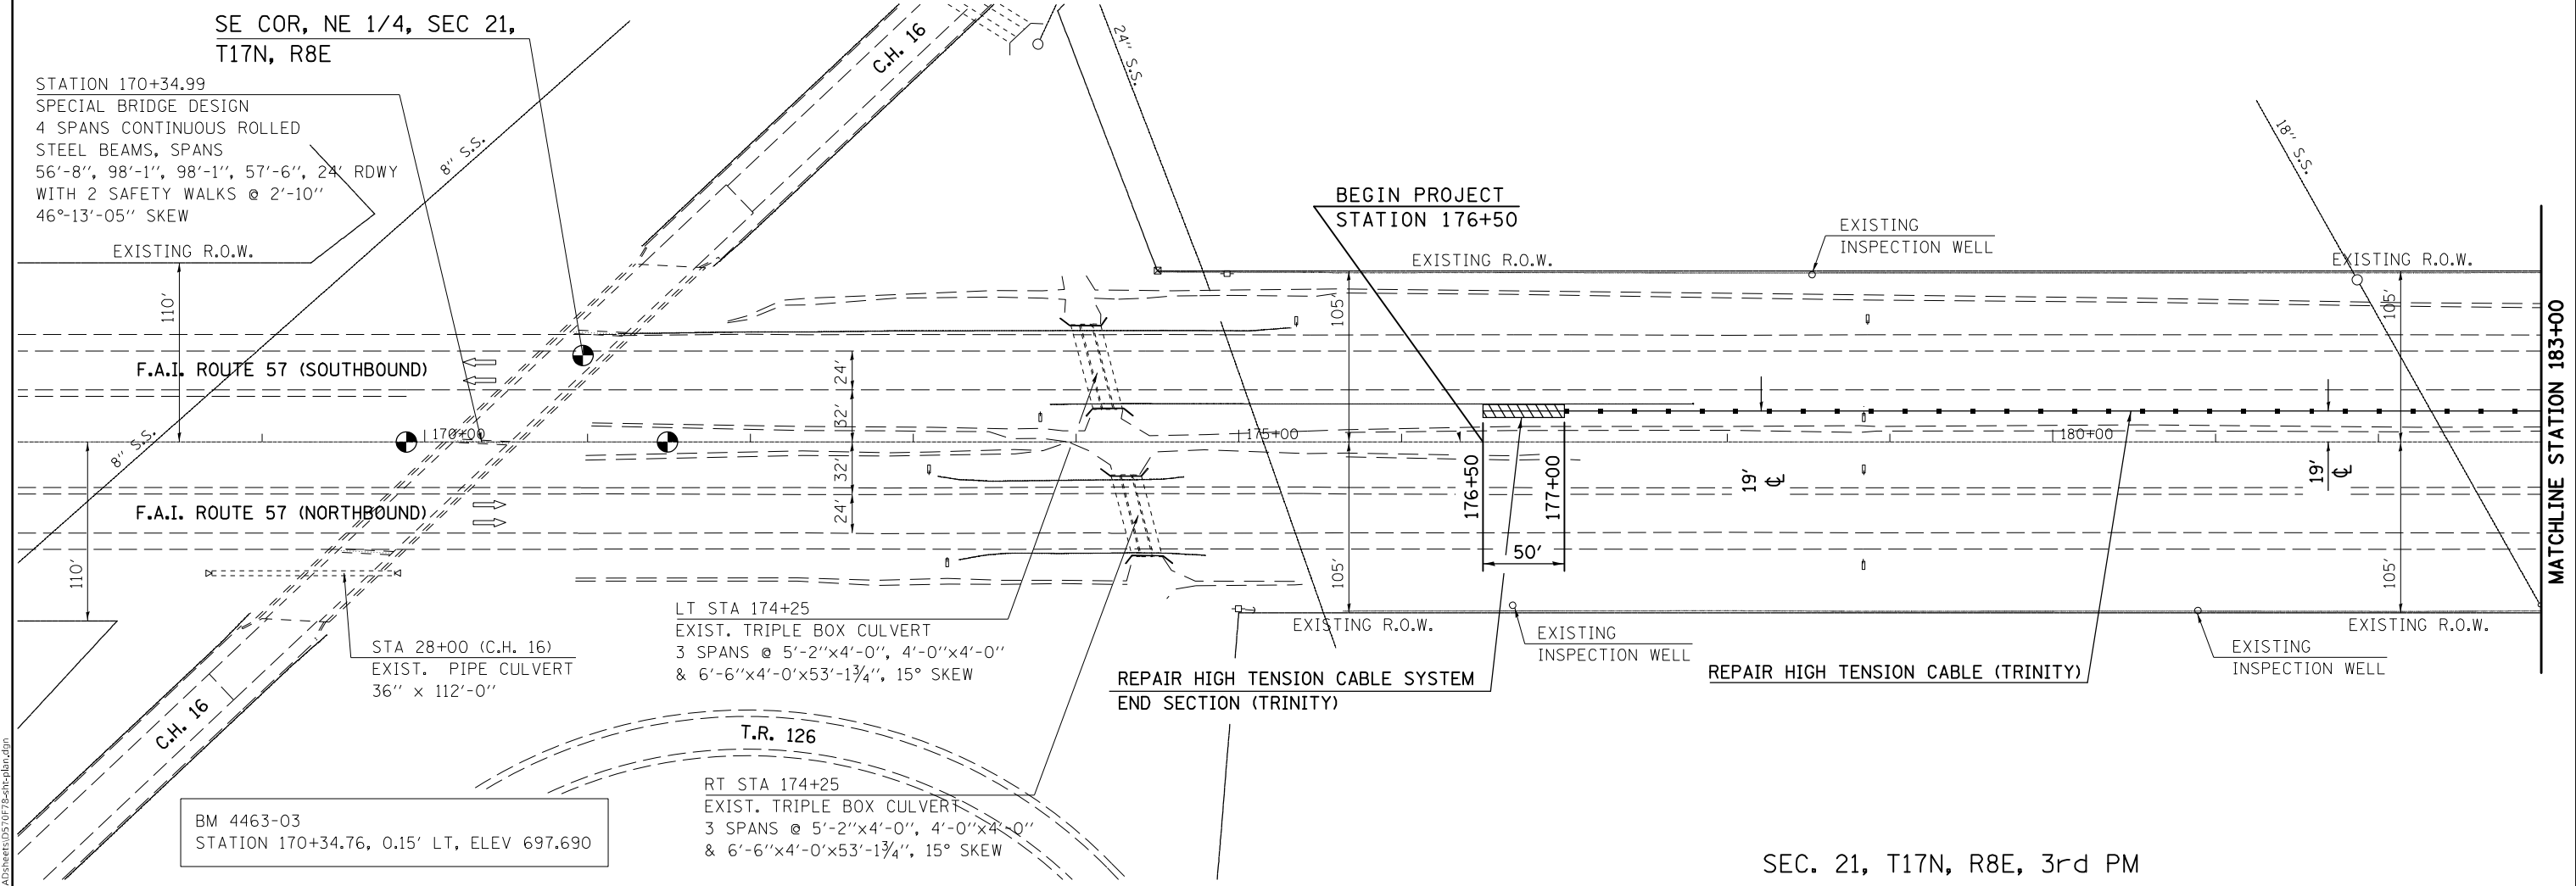 SE COR, NE 1/4, SEC 21,
T17N, R8E
STATION 170+34.99
SPECIAL BRIDGE DESIGN
4 SPANS CONTINUOUS ROLLED
STEEL BEAMS, SPANS
56'-8", 98'-1", 98'-1", 57'-6", 24' RDWY
WITH 2 SAFETY WALKS @ 2'-10"
46°-13'-05" SKEW
EXISTING R.O.W.
110'
8" S.S.
C.H. 16
24" S.S.
BEGIN PROJECT
STATION 176+50
EXISTING R.O.W.
EXISTING
INSPECTION WELL
18" S.S.
EXISTING R.O.W.
105'
105'
MATCHLINE STATION 183+00
F.A.I. ROUTE 57 (SOUTHBOUND)
24'
32'
32'
24'
170+00
175+00
180+00
8" S.S.
F.A.I. ROUTE 57 (NORTHBOUND)
110'
176+50
177+00
50'
19'
℄
19'
℄
105'
105'
EXISTING R.O.W.
EXISTING
INSPECTION WELL
EXISTING R.O.W.
EXISTING
INSPECTION WELL
STA 28+00 (C.H. 16)
EXIST. PIPE CULVERT
36" x 112'-0"
LT STA 174+25
EXIST. TRIPLE BOX CULVERT
3 SPANS @ 5'-2"x4'-0", 4'-0"x4'-0"
& 6'-6"x4'-0'x53'-1¾", 15° SKEW
REPAIR HIGH TENSION CABLE SYSTEM
END SECTION (TRINITY)
REPAIR HIGH TENSION CABLE (TRINITY)
C.H. 16
T.R. 126
RT STA 174+25
EXIST. TRIPLE BOX CULVERT
3 SPANS @ 5'-2"x4'-0", 4'-0"x4'-0"
& 6'-6"x4'-0'x53'-1¾", 15° SKEW
BM 4463-03
STATION 170+34.76, 0.15' LT, ELEV 697.690
SEC. 21, T17N, R8E, 3rd PM
ADsheets\D570F78-sht-plan.dgn